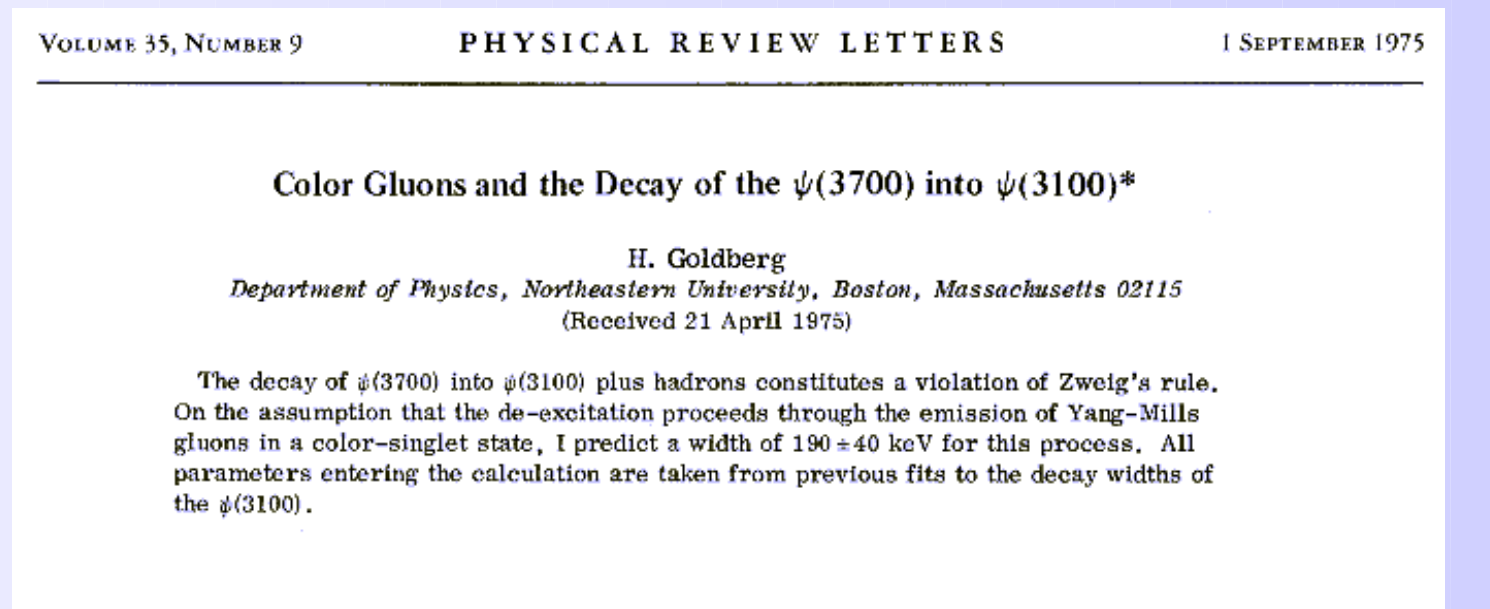 VOLUME 35, NUMBER 9 PHYSICAL REVIEW LETTERS 1 SEPTEMBER 1975
Color Gluons and the Decay of the ψ(3700) into ψ(3100)*
H. Goldberg
Department of Physics, Northeastern University, Boston, Massachusetts 02115
(Received 21 April 1975)
The decay of ψ(3700) into ψ(3100) plus hadrons constitutes a violation of Zweig's rule.
On the assumption that the de-excitation proceeds through the emission of Yang-Mills
gluons in a color-singlet state, I predict a width of 190 ± 40 keV for this process. All
parameters entering the calculation are taken from previous fits to the decay widths of
the ψ(3100).